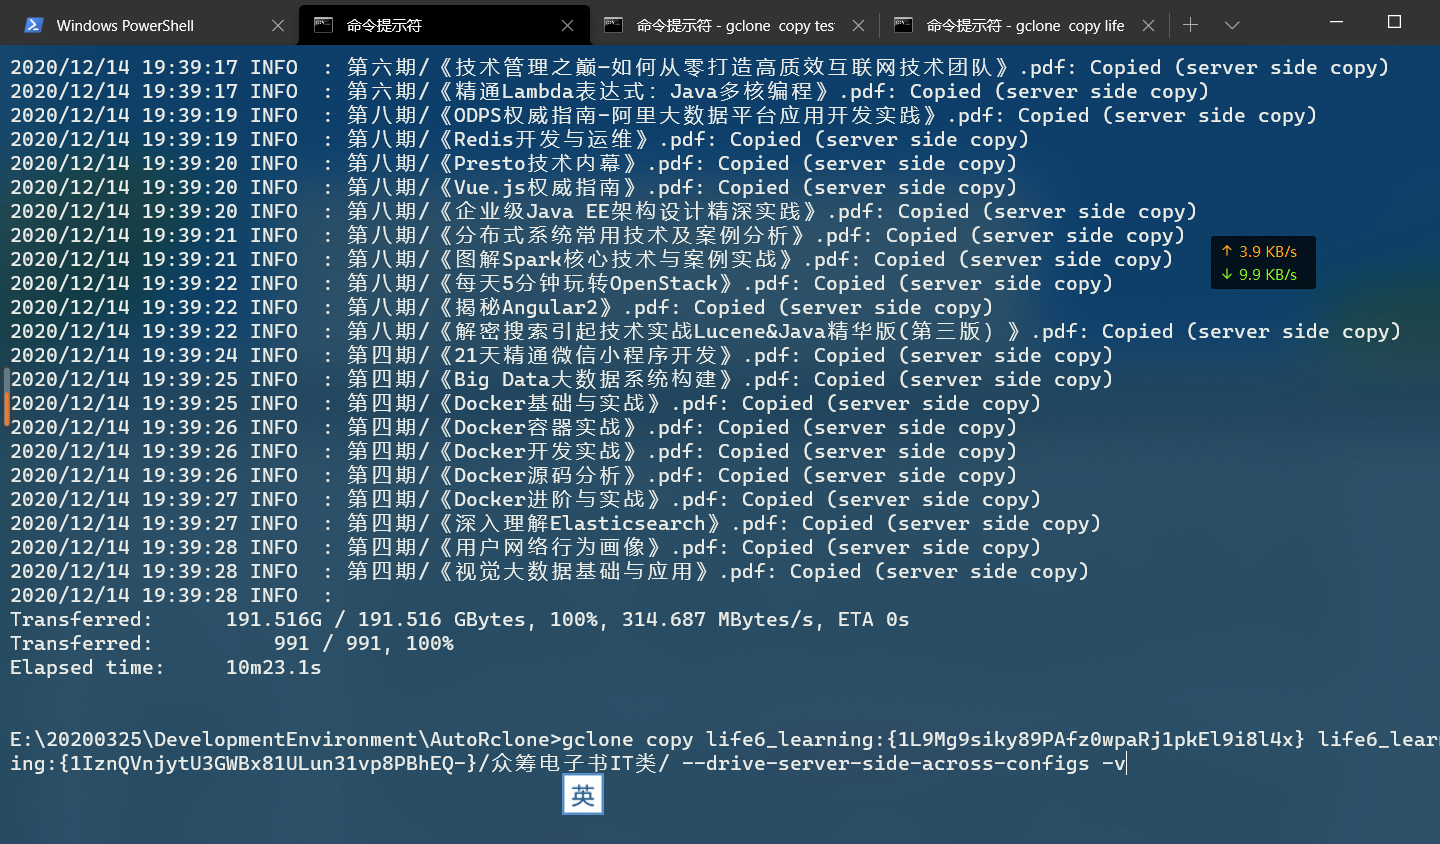 Windows PowerShell
命令提示符
命令提示符 - gclone  copy tes
命令提示符 - gclone  copy life
2020/12/14 19:39:17 INFO  : 第六期/《技术管理之巅-如何从零打造高质效互联网技术团队》.pdf: Copied (server side copy)
2020/12/14 19:39:17 INFO  : 第六期/《精通Lambda表达式：Java多核编程》.pdf: Copied (server side copy)
2020/12/14 19:39:19 INFO  : 第八期/《ODPS权威指南-阿里大数据平台应用开发实践》.pdf: Copied (server side copy)
2020/12/14 19:39:19 INFO  : 第八期/《Redis开发与运维》.pdf: Copied (server side copy)
2020/12/14 19:39:20 INFO  : 第八期/《Presto技术内幕》.pdf: Copied (server side copy)
2020/12/14 19:39:20 INFO  : 第八期/《Vue.js权威指南》.pdf: Copied (server side copy)
2020/12/14 19:39:20 INFO  : 第八期/《企业级Java EE架构设计精深实践》.pdf: Copied (server side copy)
2020/12/14 19:39:21 INFO  : 第八期/《分布式系统常用技术及案例分析》.pdf: Copied (server side copy)
2020/12/14 19:39:21 INFO  : 第八期/《图解Spark核心技术与案例实战》.pdf: Copied (server side copy)
2020/12/14 19:39:22 INFO  : 第八期/《每天5分钟玩转OpenStack》.pdf: Copied (server side copy)
2020/12/14 19:39:22 INFO  : 第八期/《揭秘Angular2》.pdf: Copied (server side copy)
2020/12/14 19:39:22 INFO  : 第八期/《解密搜索引起技术实战Lucene&Java精华版(第三版）》.pdf: Copied (server side copy)
2020/12/14 19:39:24 INFO  : 第四期/《21天精通微信小程序开发》.pdf: Copied (server side copy)
2020/12/14 19:39:25 INFO  : 第四期/《Big Data大数据系统构建》.pdf: Copied (server side copy)
2020/12/14 19:39:25 INFO  : 第四期/《Docker基础与实战》.pdf: Copied (server side copy)
2020/12/14 19:39:26 INFO  : 第四期/《Docker容器实战》.pdf: Copied (server side copy)
2020/12/14 19:39:26 INFO  : 第四期/《Docker开发实战》.pdf: Copied (server side copy)
2020/12/14 19:39:26 INFO  : 第四期/《Docker源码分析》.pdf: Copied (server side copy)
2020/12/14 19:39:27 INFO  : 第四期/《Docker进阶与实战》.pdf: Copied (server side copy)
2020/12/14 19:39:27 INFO  : 第四期/《深入理解Elasticsearch》.pdf: Copied (server side copy)
2020/12/14 19:39:28 INFO  : 第四期/《用户网络行为画像》.pdf: Copied (server side copy)
2020/12/14 19:39:28 INFO  : 第四期/《视觉大数据基础与应用》.pdf: Copied (server side copy)
2020/12/14 19:39:28 INFO  :
Transferred:      191.516G / 191.516 GBytes, 100%, 314.687 MBytes/s, ETA 0s
Transferred:          991 / 991, 100%
Elapsed time:     10m23.1s
E:\20200325\DevelopmentEnvironment\AutoRclone>gclone copy life6_learning:{1L9Mg9siky89PAfz0wpaRj1pkEl9i8l4x} life6_learn
ing:{1IznQVnjytU3GWBx81ULun31vp8PBhEQ-}/众筹电子书IT类/ --drive-server-side-across-configs -v
英
↑ 3.9 KB/s
↓ 9.9 KB/s